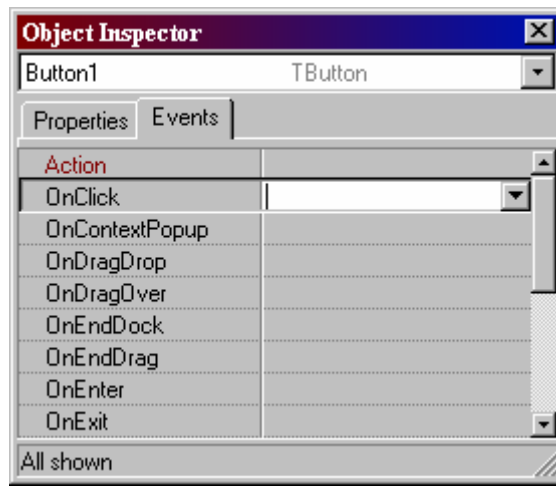 Object Inspector
Button1 TButton
Properties Events
Action
OnClick
OnContextPopup
OnDragDrop
OnDragOver
OnEndDock
OnEndDrag
OnEnter
OnExit
All shown